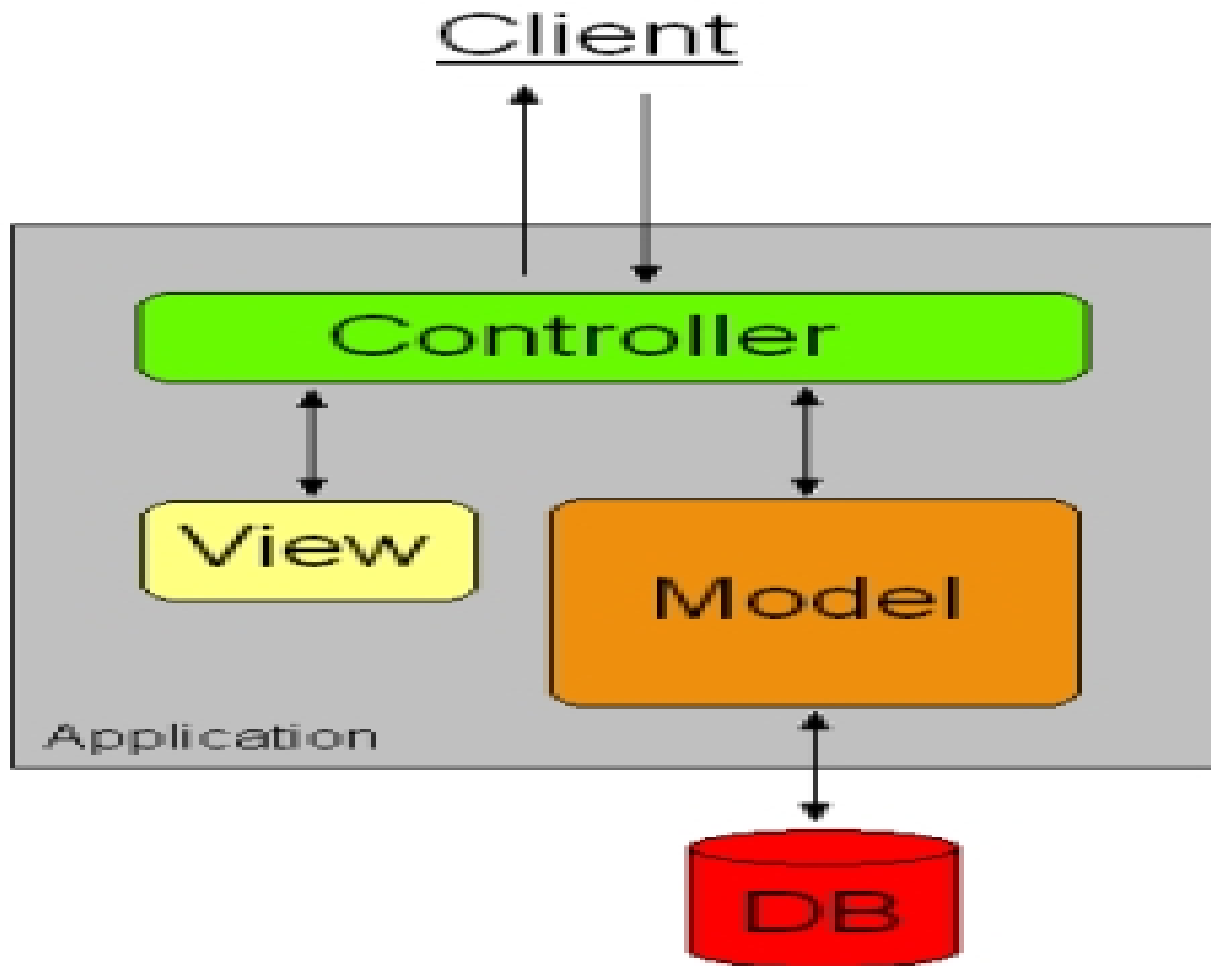 Client
Controller
View
Model
Application
DB